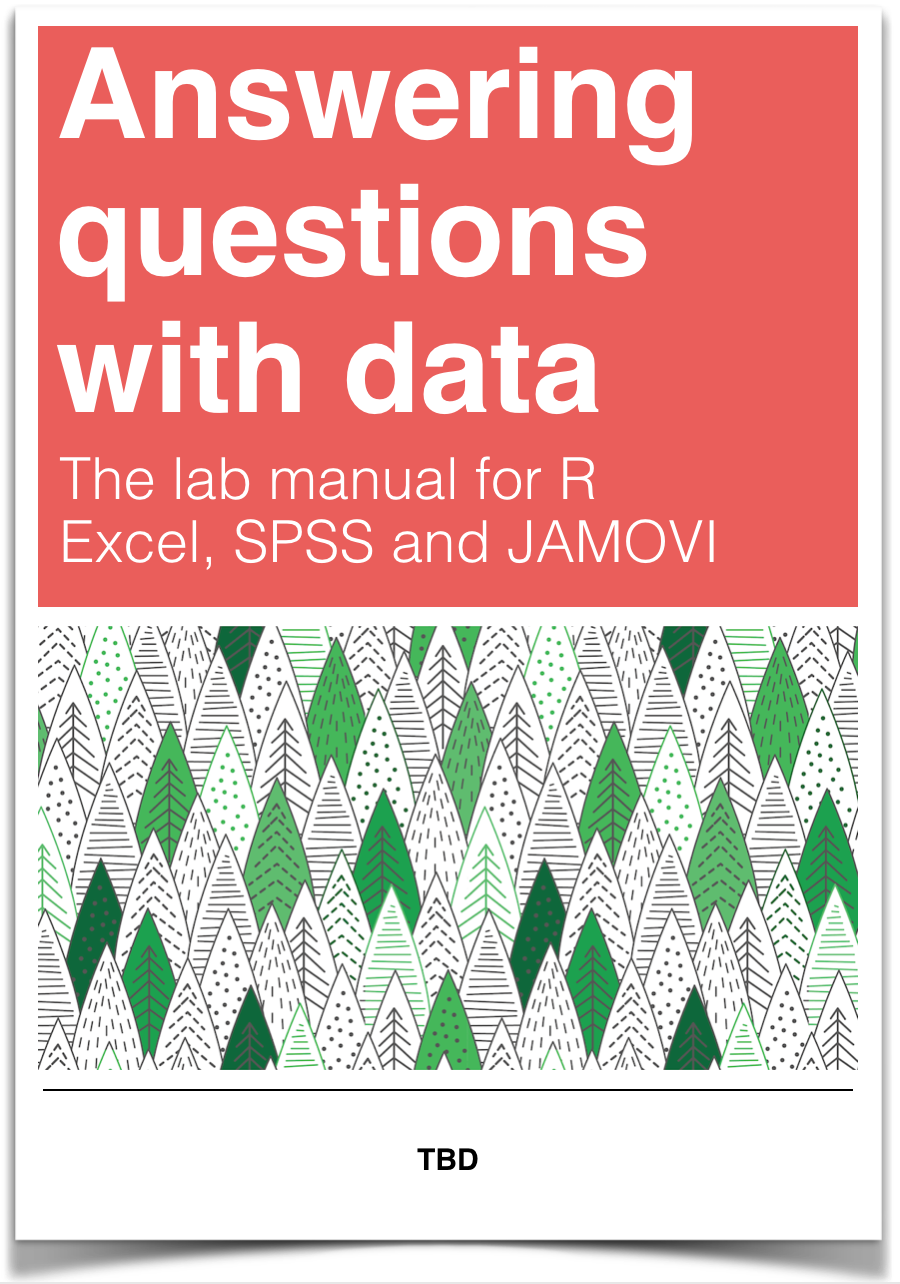 Answering
questions
with data
The lab manual for R
Excel, SPSS and JAMOVI
TBD